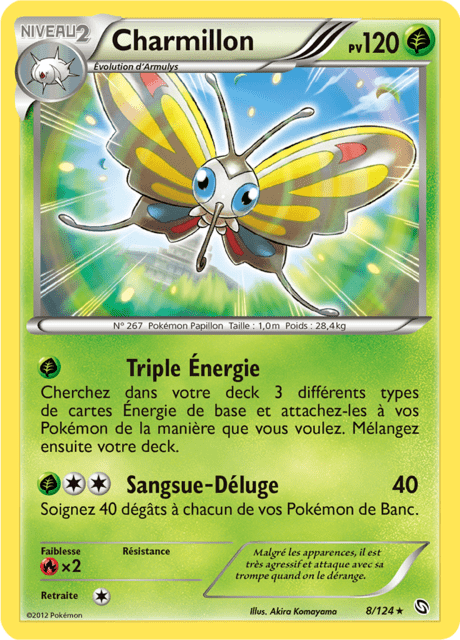 NIVEAU2
Charmillon
PV120
Évolution d'Armulys
N° 267 Pokémon Papillon Taille : 1,0m Poids : 28,4kg
Triple Énergie
Cherchez dans votre deck 3 différents types
de cartes Énergie de base et attachez-les à vos
Pokémon de la manière que vous voulez. Mélangez
ensuite votre deck.
Sangsue-Déluge 40
Soignez 40 dégâts à chacun de vos Pokémon de Banc.
Faiblesse Résistance
×2
Malgré les apparences, il est
très agressif et attaque avec sa
trompe quand on le dérange.
Retraite
©2012 Pokémon Illus. Akira Komayama 8/124 ★